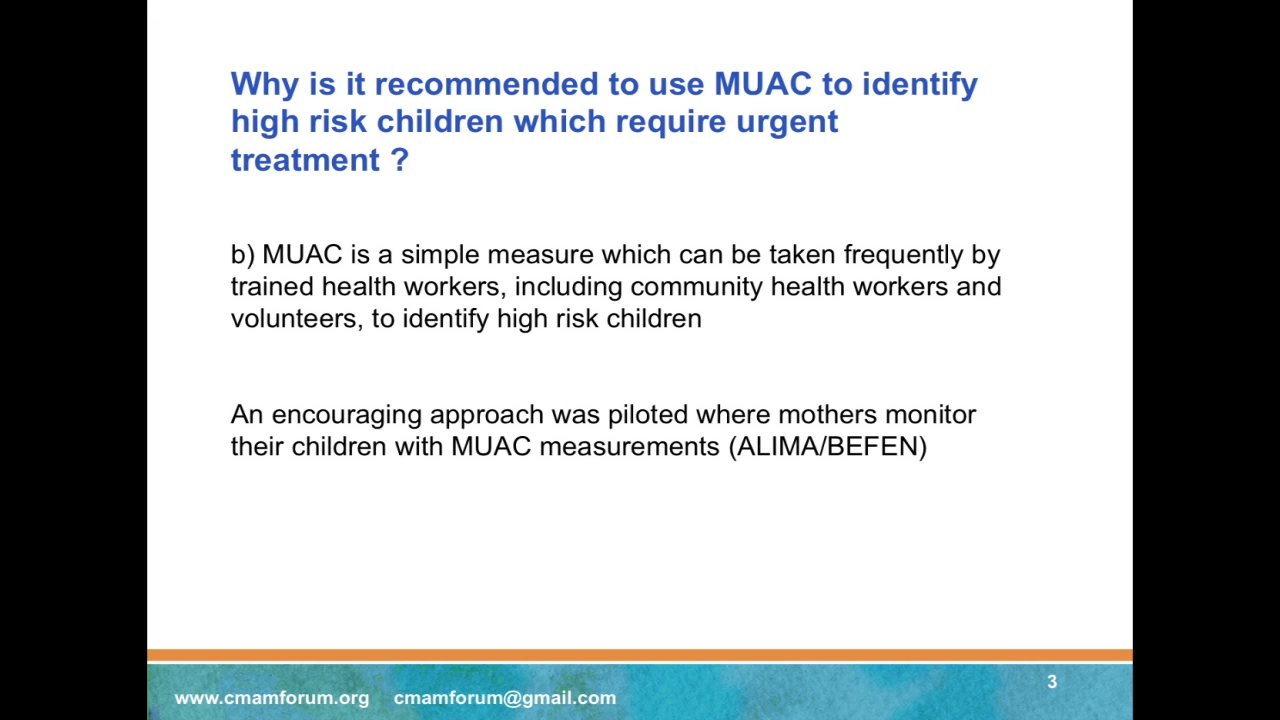 Why is it recommended to use MUAC to identify
high risk children which require urgent
treatment ?
b) MUAC is a simple measure which can be taken frequently by
trained health workers, including community health workers and
volunteers, to identify high risk children
An encouraging approach was piloted where mothers monitor
their children with MUAC measurements (ALIMA/BEFEN)
3
www.cmamforum.org cmamforum@gmail.com